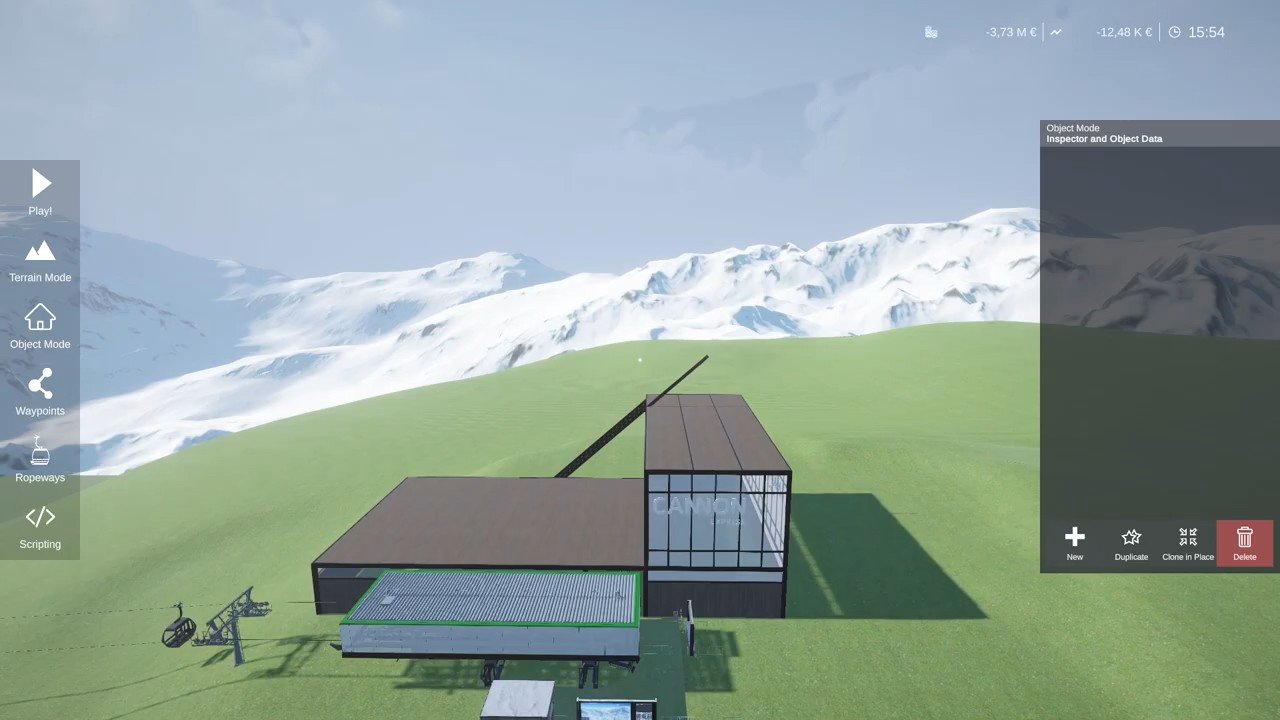 -3,73 M €
-12,48 K €
15:54
Object Mode
Inspector and Object Data
Play!
Terrain Mode
Object Mode
Waypoints
Ropeways
Scripting
CANNON
New
Duplicate
Clone in Place
Delete